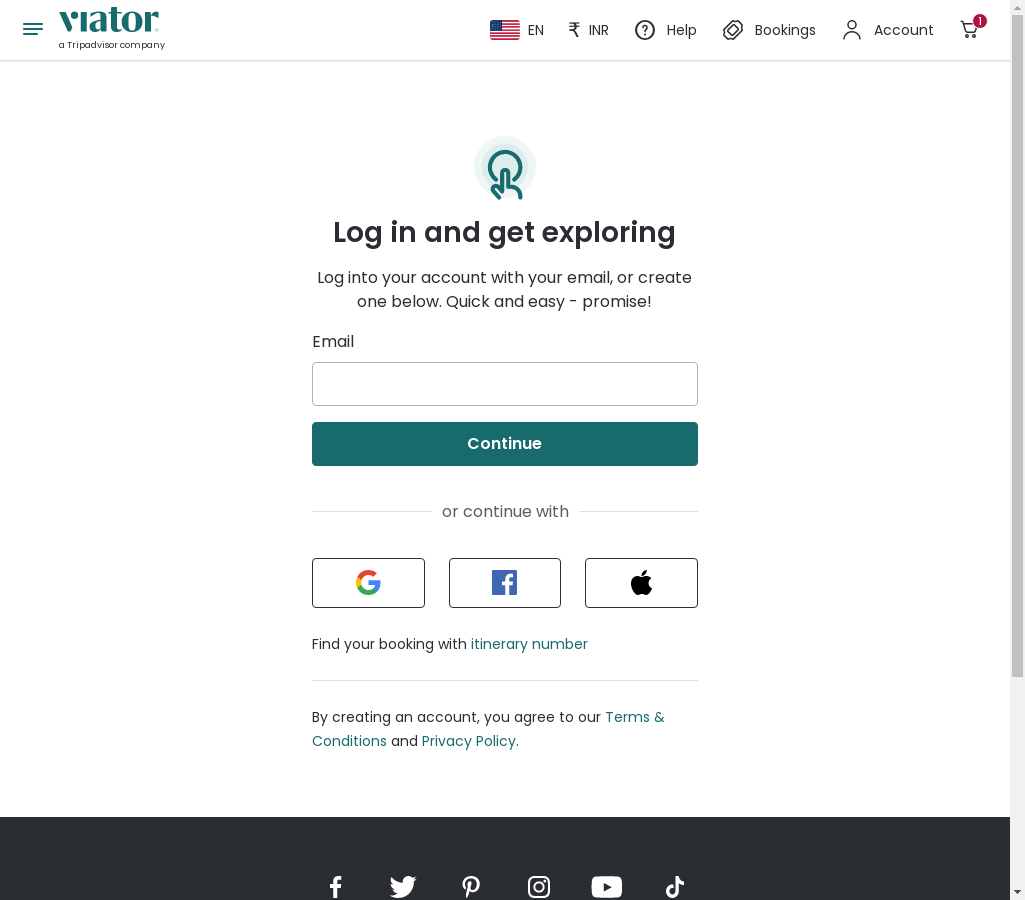 viator
a Tripadvisor company
EN
₹ INR
Help
Bookings
Account
1
Log in and get exploring
Log into your account with your email, or create
one below. Quick and easy - promise!
Email
Continue
or continue with
Find your booking with itinerary number
By creating an account, you agree to our Terms &
Conditions and Privacy Policy.